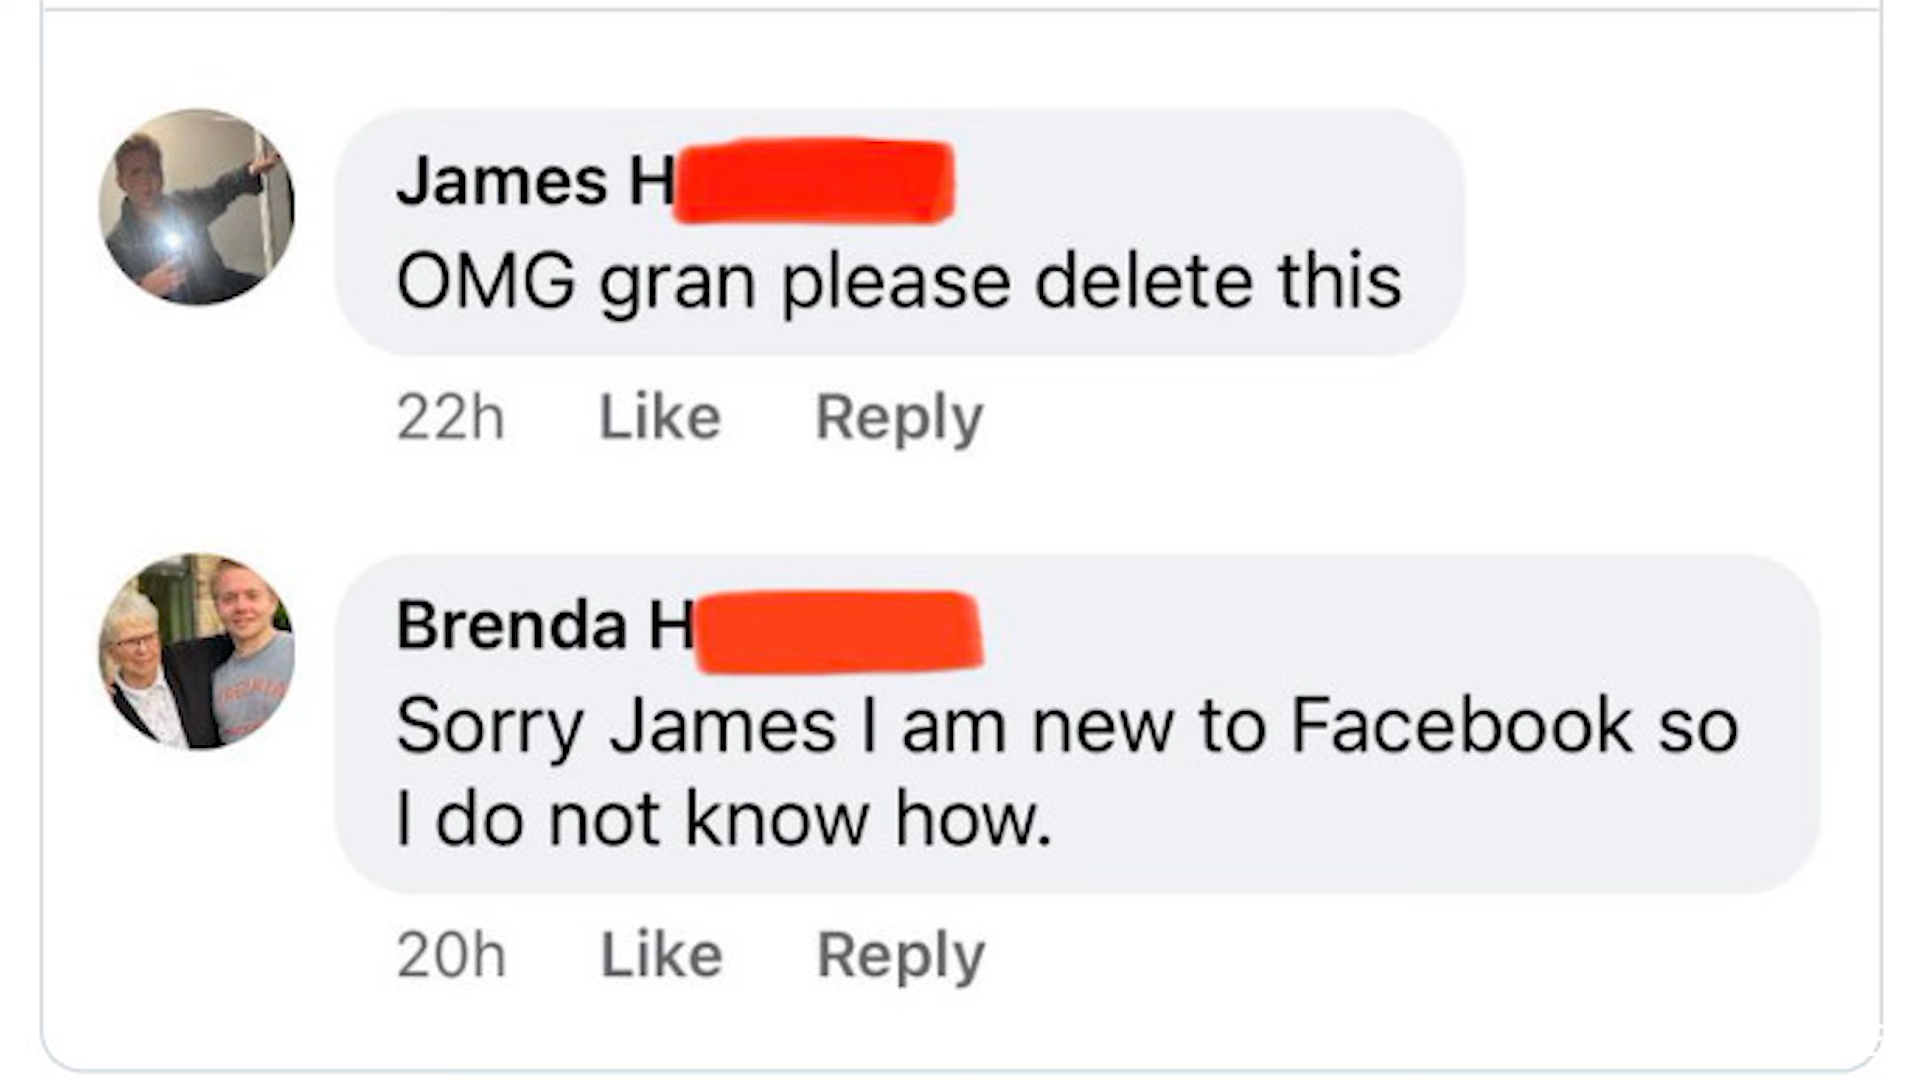 James H
OMG gran please delete this
22h Like Reply
Brenda H
Sorry James I am new to Facebook so
I do not know how.
20h Like Reply